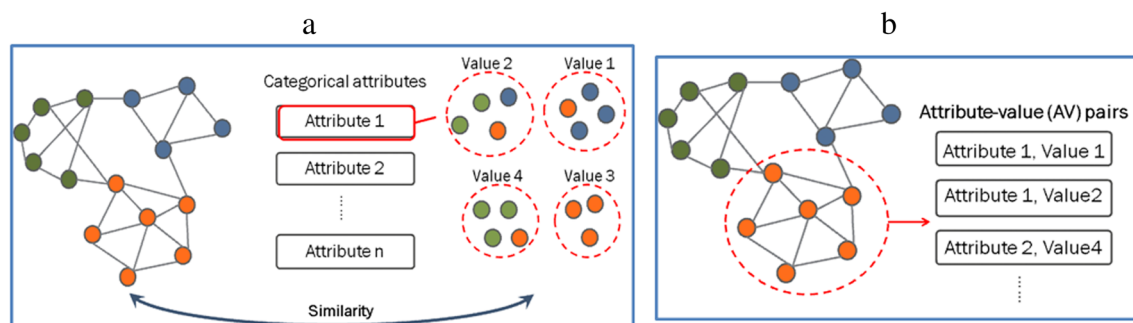 a
Categorical attributes
Attribute 1
Attribute 2
Attribute n
Value 2
Value 1
Value 4
Value 3
Similarity
b
Attribute-value (AV) pairs
Attribute 1, Value 1
Attribute 1, Value2
Attribute 2, Value4